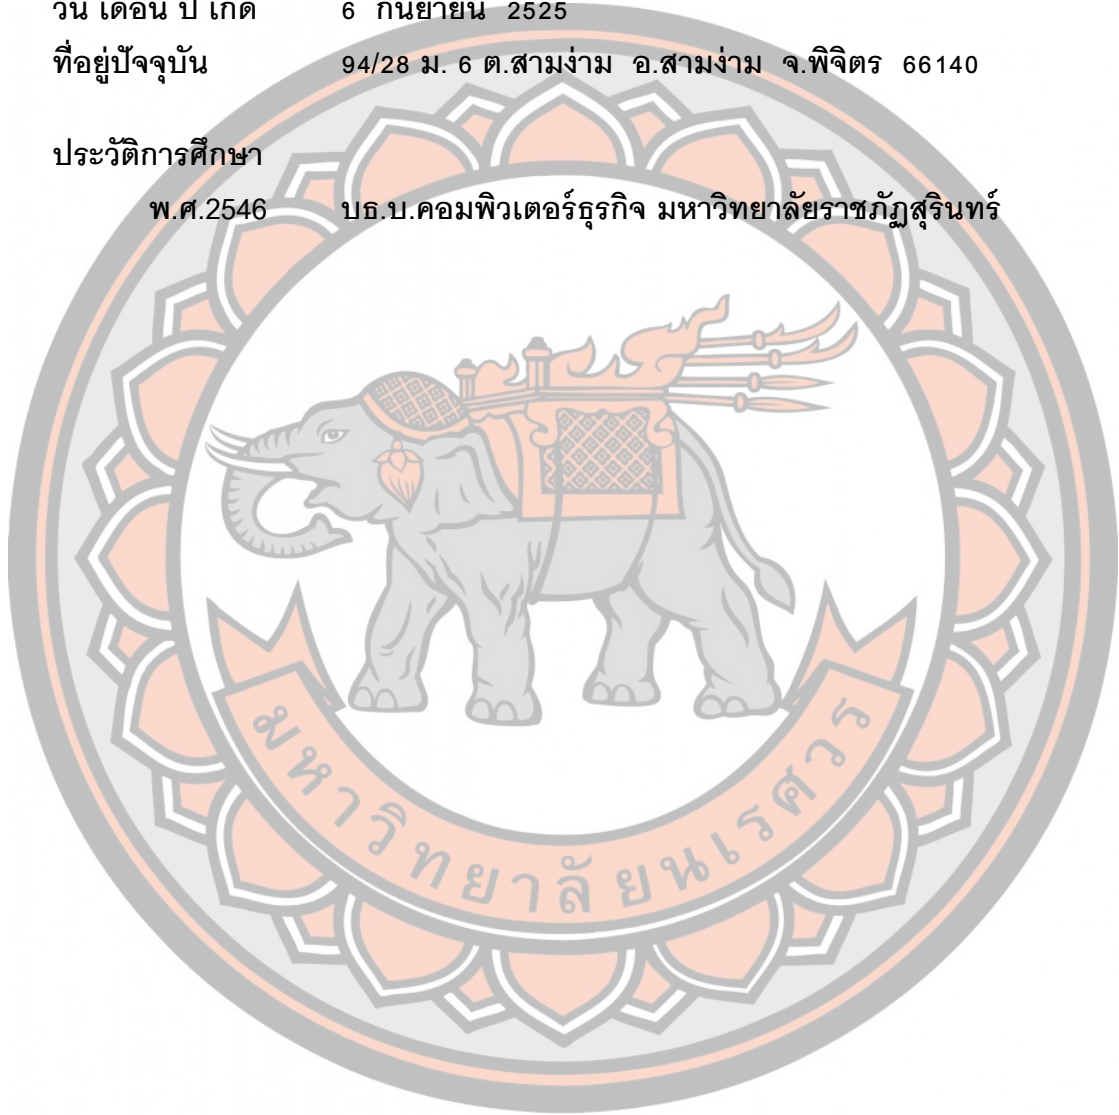 วัน เดือน ปี เกิด 6 กันยายน 2525
ที่อยู่ปัจจุบัน 94/28 ม. 6 ต.สามง่าม อ.สามง่าม จ.พิจิตร 66140
ประวัติการศึกษา
พ.ศ.2546 บธ.บ.คอมพิวเตอร์ธุรกิจ มหาวิทยาลัยราชภัฏสุรินทร์
มหาวิทยาลัยนเรศวร